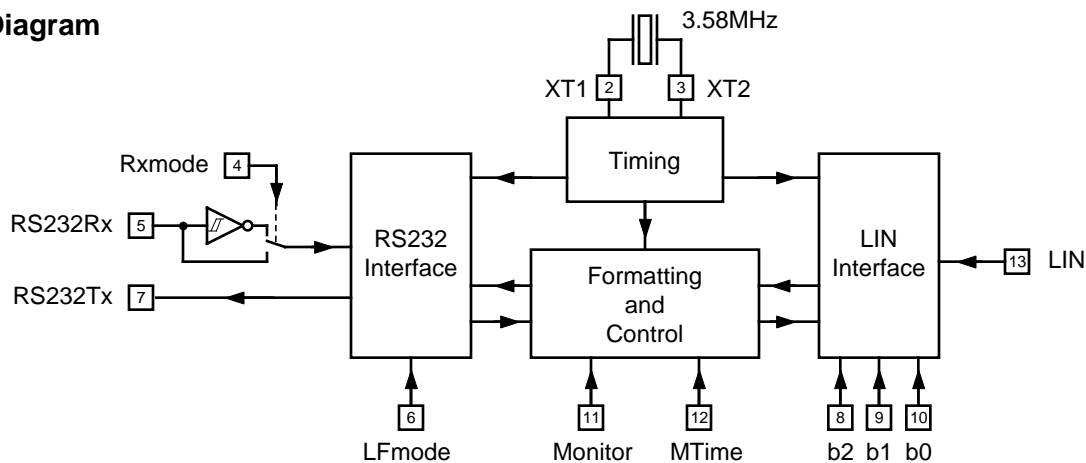 Diagram
3.58MHz
XT1 2 3 XT2
Timing
Rxmode 4
RS232Rx 5
RS232
Interface
LIN
Interface
13 LIN
Formatting
and
Control
RS232Tx 7
6 11 12 8 9 10
LFmode Monitor MTime b2 b1 b0